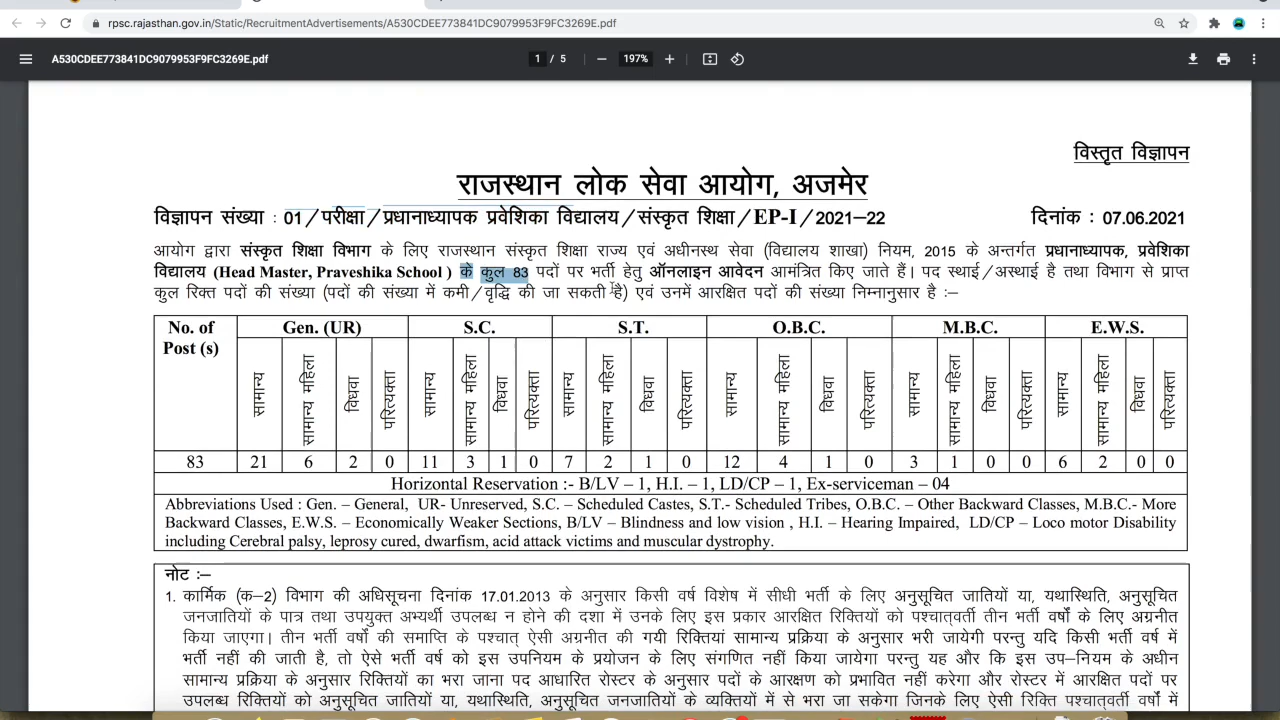 rpsc.rajasthan.gov.in/Static/RecruitmentAdvertisements/A530CDEE773841DC9079953F9FC3269E.pdf
A530CDEE773841DC9079953F9FC3269E.pdf 1 / 5 197%
विस्तृत विज्ञापन
राजस्थान लोक सेवा आयोग, अजमेर
विज्ञापन संख्या : 01/परीक्षा/प्रधानाध्यापक प्रवेशिका विद्यालय/संस्कृत शिक्षा/EP-I/2021–22 दिनांक : 07.06.2021
आयोग द्वारा संस्कृत शिक्षा विभाग के लिए राजस्थान संस्कृत शिक्षा राज्य एवं अधीनस्थ सेवा (विद्यालय शाखा) नियम, 2015 के अन्तर्गत प्रधानाध्यापक, प्रवेशिका
विद्यालय (Head Master, Praveshika School ) के कुल 83 पदों पर भर्ती हेतु ऑनलाइन आवेदन आमंत्रित किए जाते हैं। पद स्थाई/अस्थाई है तथा विभाग से प्राप्त
कुल रिक्त पदों की संख्या (पदों की संख्या में कमी/वृद्धि की जा सकती है) एवं उनमें आरक्षित पदों की संख्या निम्नानुसार है :–
No. of Post (s) Gen. (UR) S.C. S.T. O.B.C. M.B.C. E.W.S.
सामान्य सामान्य महिला विधवा परित्यक्ता सामान्य सामान्य महिला विधवा परित्यक्ता सामान्य सामान्य महिला विधवा परित्यक्ता सामान्य सामान्य महिला विधवा परित्यक्ता सामान्य सामान्य महिला विधवा परित्यक्ता सामान्य सामान्य महिला विधवा परित्यक्ता
83 21 6 2 0 11 3 1 0 7 2 1 0 12 4 1 0 3 1 0 0 6 2 0 0
Horizontal Reservation :- B/LV – 1, H.I. – 1, LD/CP – 1, Ex-serviceman – 04
Abbreviations Used : Gen. – General, UR- Unreserved, S.C. – Scheduled Castes, S.T.- Scheduled Tribes, O.B.C. – Other Backward Classes, M.B.C.- More
Backward Classes, E.W.S. – Economically Weaker Sections, B/LV – Blindness and low vision , H.I. – Hearing Impaired, LD/CP – Loco motor Disability
including Cerebral palsy, leprosy cured, dwarfism, acid attack victims and muscular dystrophy.
नोट :–
1. कार्मिक (क–2) विभाग की अधिसूचना दिनांक 17.01.2013 के अनुसार किसी वर्ष विशेष में सीधी भर्ती के लिए अनुसूचित जातियों या, यथास्थिति, अनुसूचित
जनजातियों के पात्र तथा उपयुक्त अभ्यर्थी उपलब्ध न होने की दशा में उनके लिए इस प्रकार आरक्षित रिक्तियों को पश्चात्‌वर्ती तीन भर्ती वर्षों के लिए अग्रनीत
किया जाएगा। तीन भर्ती वर्षों की समाप्ति के पश्चात् ऐसी अग्रनीत की गयी रिक्तियां सामान्य प्रक्रिया के अनुसार भरी जायेगी परन्तु यदि किसी भर्ती वर्ष में
भर्ती नहीं की जाती है, तो ऐसे भर्ती वर्ष को इस उपनियम के प्रयोजन के लिए संगणित नहीं किया जायेगा परन्तु यह और कि इस उप–नियम के अधीन
सामान्य प्रक्रिया के अनुसार रिक्तियों का भरा जाना पद आधारित रोस्टर के अनुसार पदों के आरक्षण को प्रभावित नहीं करेगा और रोस्टर में आरक्षित पदों पर
उपलब्ध रिक्तियों को अनुसूचित जातियों या, यथास्थिति, अनुसूचित जनजातियों के व्यक्तियों में से भरा जा सकेगा जिनके लिए ऐसी रिक्ति पश्चात्‌वर्ती वर्षों में